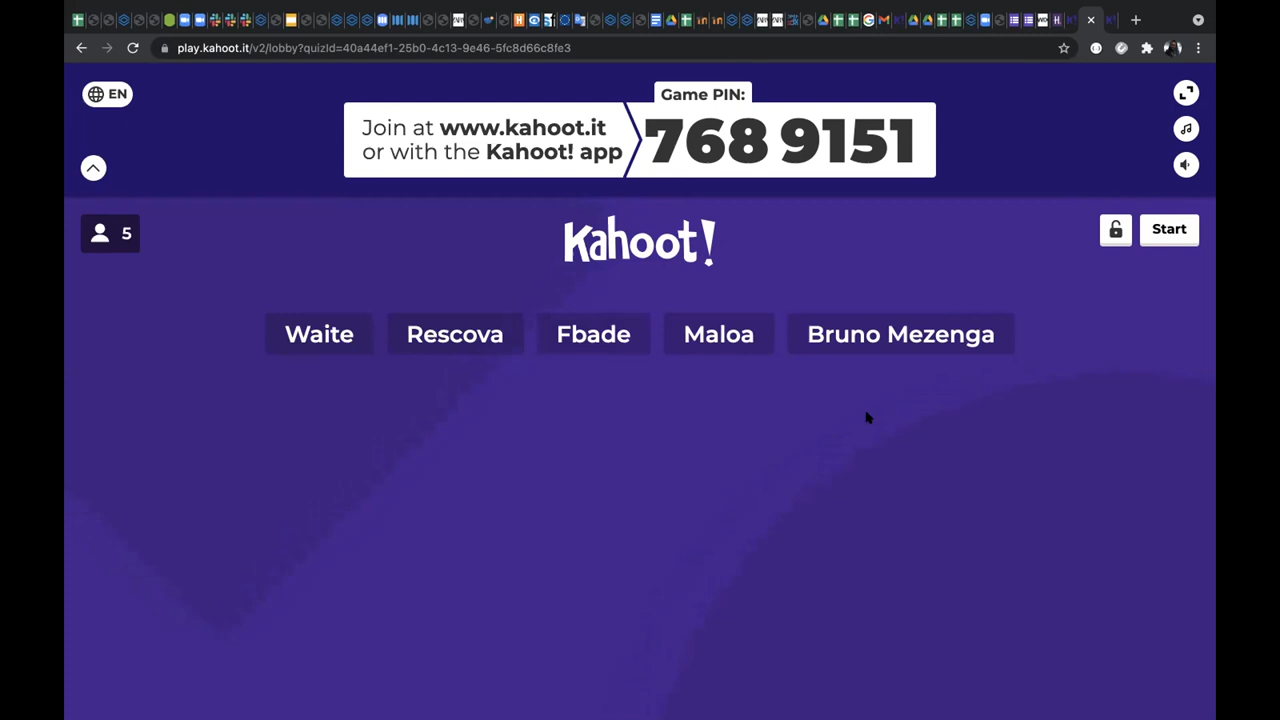 play.kahoot.it/v2/lobby?quizId=40a44ef1-25b0-4c13-9e46-5fc8d66c8fe3
EN
Game PIN:
Join at www.kahoot.it
or with the Kahoot! app
768 9151
5
Kahoot!
Start
Waite
Rescova
Fbade
Maloa
Bruno Mezenga